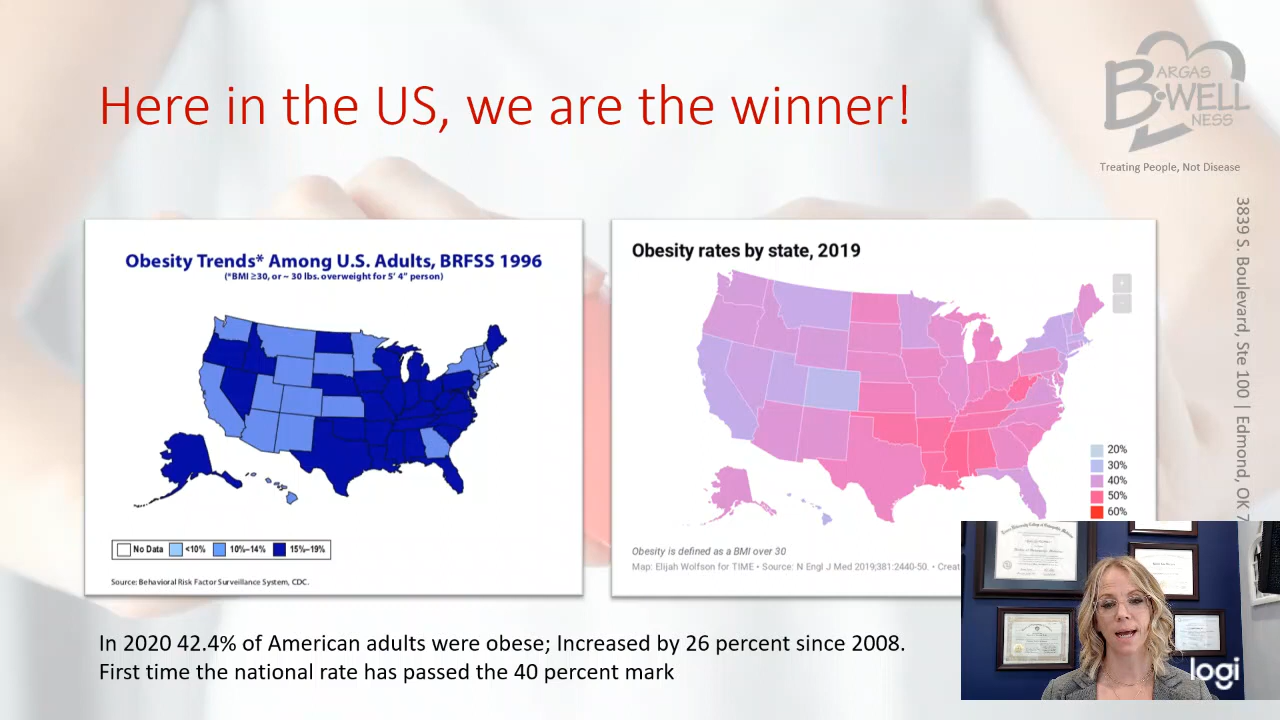 Here in the US, we are the winner!
BARGAS
B·WELL
NESS
Treating People, Not Disease
3839 S. Boulevard, Ste 100 | Edmond, OK 7
Obesity Trends* Among U.S. Adults, BRFSS 1996
(*BMI ≥30, or ~ 30 lbs. overweight for 5' 4" person)
No Data <10% 10%–14% 15%–19%
Source: Behavioral Risk Factor Surveillance System, CDC.
Obesity rates by state, 2019
20%
30%
40%
50%
60%
Obesity is defined as a BMI over 30
Map: Elijah Wolfson for TIME • Source: N Engl J Med 2019;381:2440-50. • Creat
In 2020 42.4% of American adults were obese; Increased by 26 percent since 2008.
First time the national rate has passed the 40 percent mark
logi